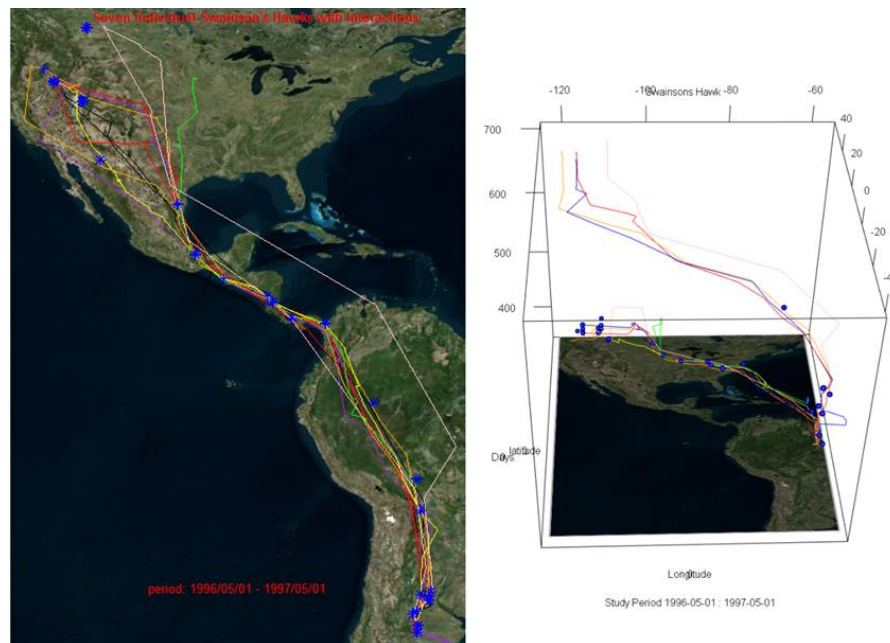 Seven Individual Swainson's Hawks with Interactions
period: 1996/05/01 - 1997/05/01
-120
-100
-80
-60
Swainsons Hawk
40
20
0
-20
700
600
500
400
latitude
Days
Longitude
0
Study Period 1996-05-01 : 1997-05-01